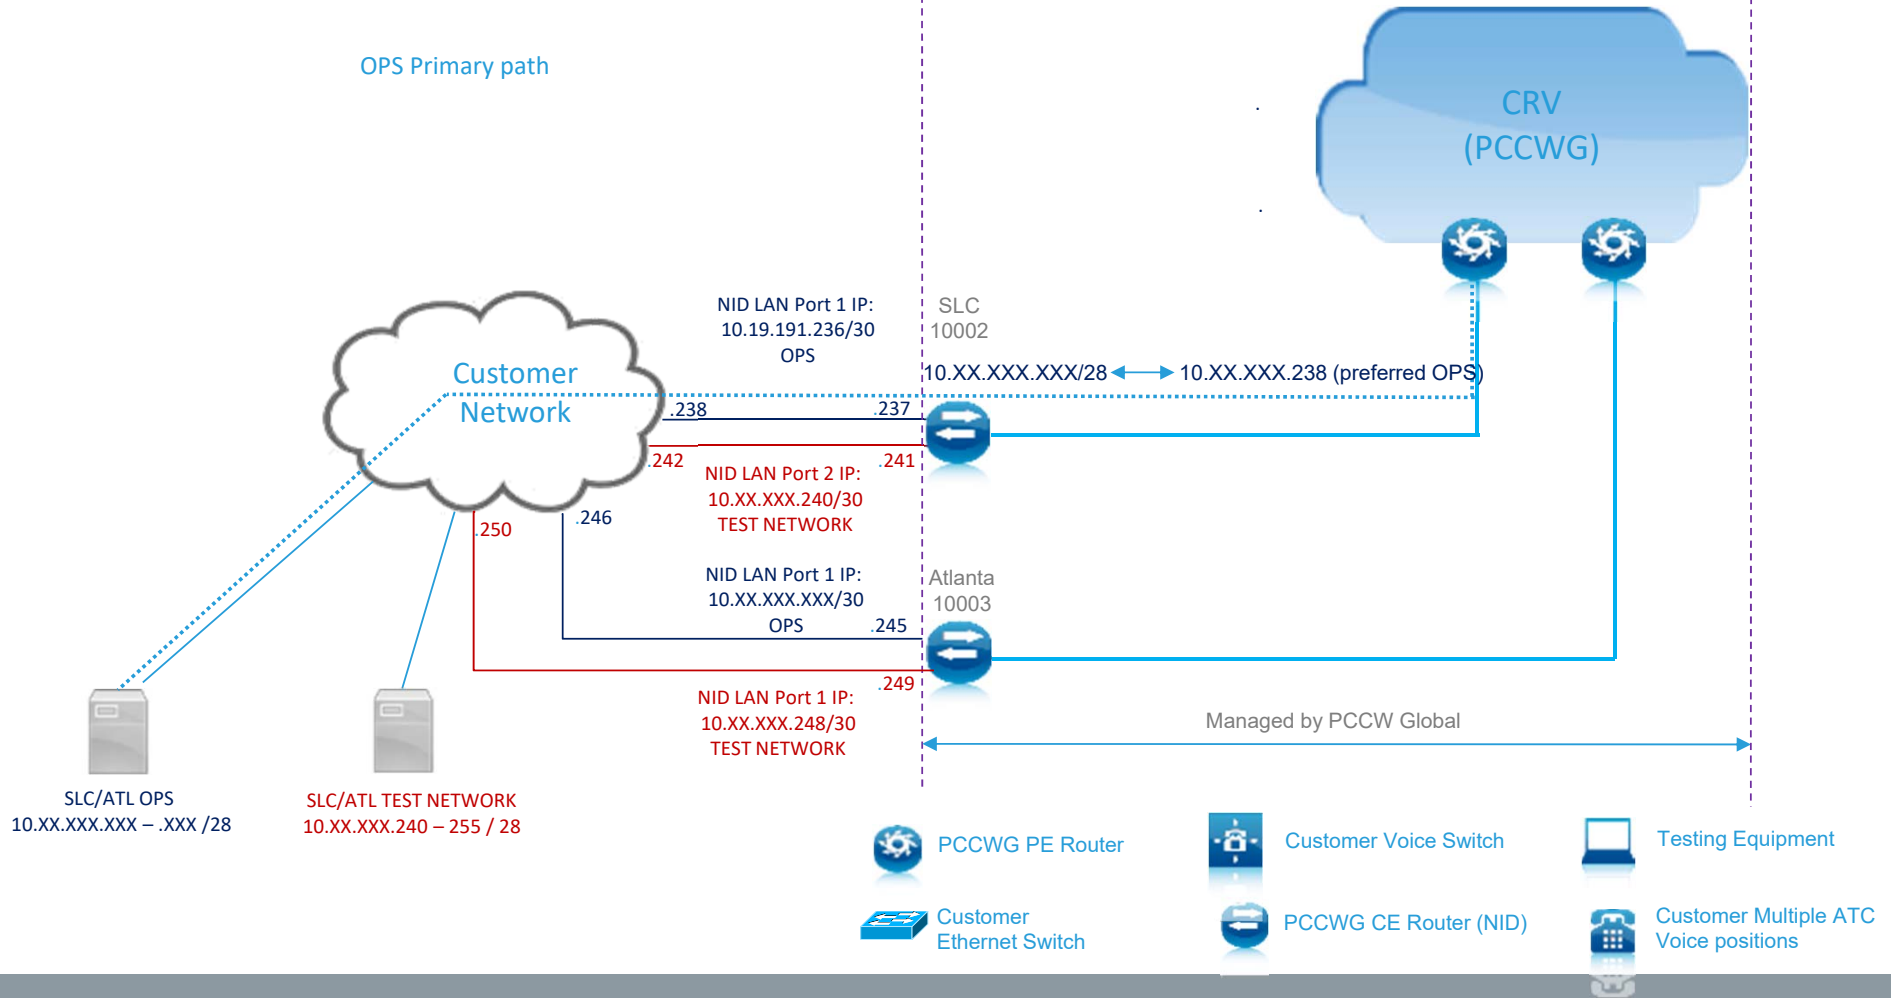 OPS Primary path
CRV
(PCCWG)
NID LAN Port 1 IP:
10.19.191.236/30
OPS
SLC
10002
10.XX.XXX.XXX/28
10.XX.XXX.238 (preferred OPS)
Customer
Network
.238
.237
.242
.241
NID LAN Port 2 IP:
10.XX.XXX.240/30
TEST NETWORK
.250
.246
NID LAN Port 1 IP:
10.XX.XXX.XXX/30
OPS
.245
Atlanta
10003
.249
NID LAN Port 1 IP:
10.XX.XXX.248/30
TEST NETWORK
Managed by PCCW Global
SLC/ATL OPS
10.XX.XXX.XXX – .XXX /28
SLC/ATL TEST NETWORK
10.XX.XXX.240 – 255 / 28
PCCWG PE Router
Customer Voice Switch
Testing Equipment
Customer
Ethernet Switch
PCCWG CE Router (NID)
Customer Multiple ATC
Voice positions